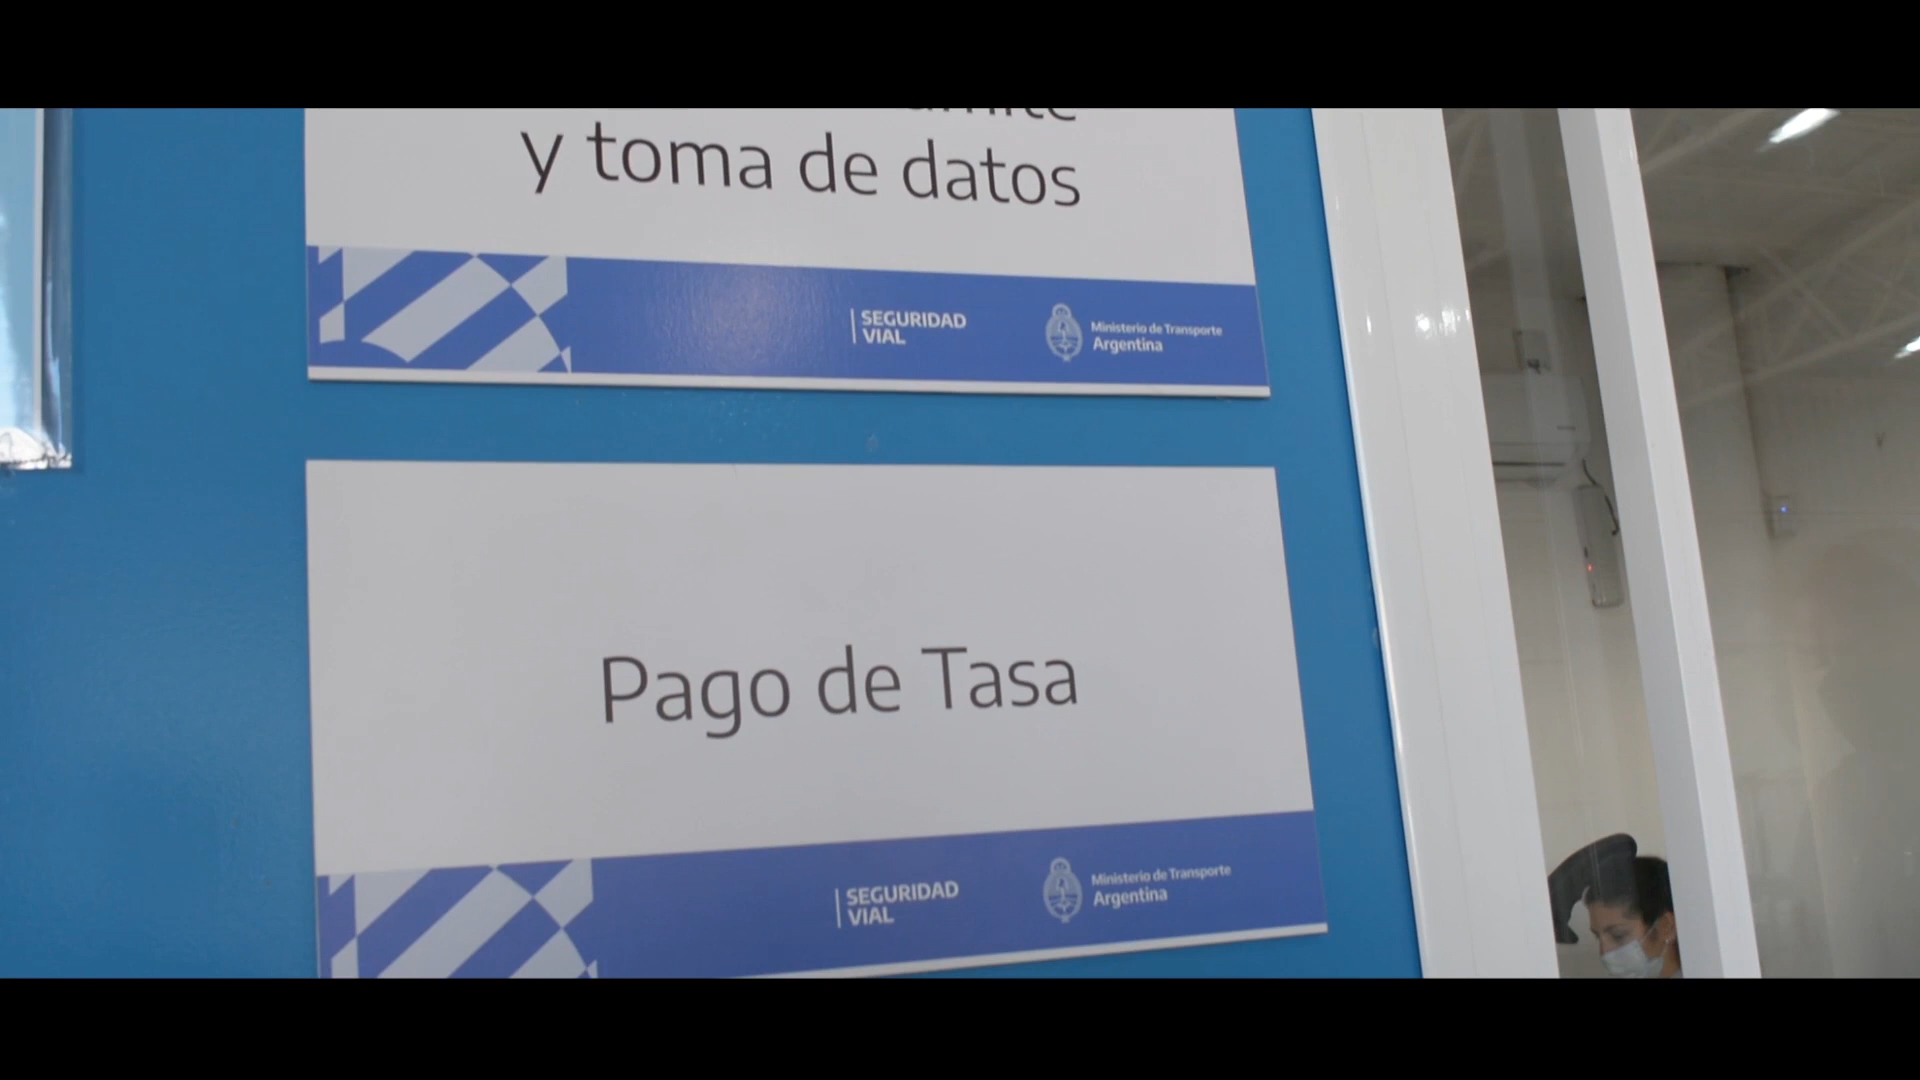 y toma de datos
SEGURIDAD
VIAL
Ministerio de Transporte
Argentina
Pago de Tasa
SEGURIDAD
VIAL
Ministerio de Transporte
Argentina